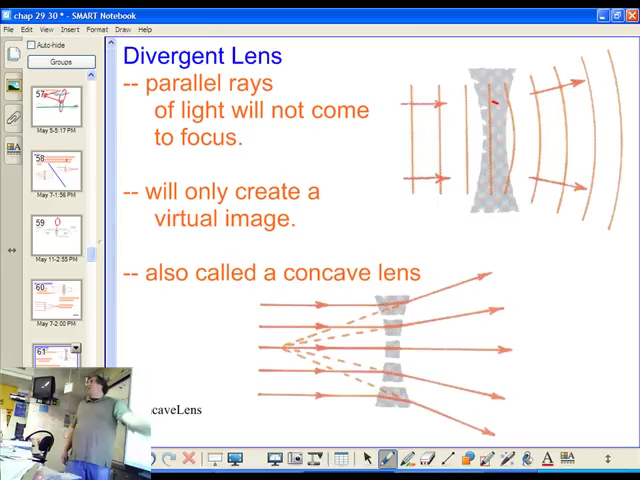 chap 29 30 * - SMART Notebook
File Edit View Insert Format Draw Help
Auto-hide
Groups
57
May 5-5:17 PM
58
May 7-1:56 PM
59
May 11-2:55 PM
60
May 7-2:00 PM
61
Divergent Lens
-- parallel rays
of light will not come
to focus.
-- will only create a
virtual image.
-- also called a concave lens
ncaveLens